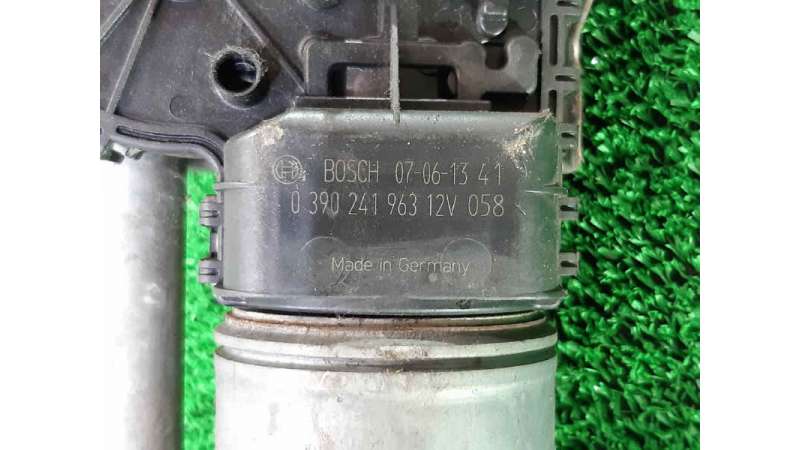 BOSCH 07-06-13 41
0 390 241 963 12V 058
Made in Germany